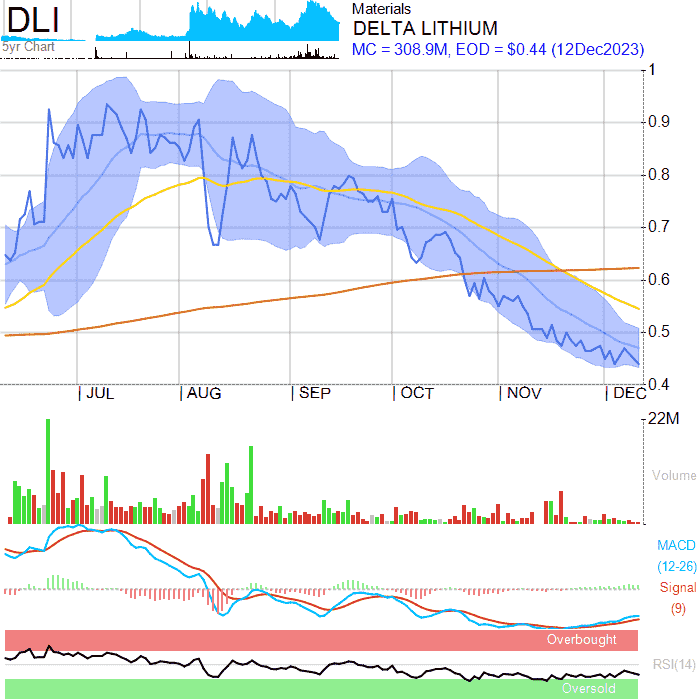 DLI
5yr Chart
Materials
DELTA LITHIUM
MC = 308.9M, EOD = $0.44 (12Dec2023)
1
0.9
0.8
0.7
0.6
0.5
0.4
JUL AUG SEP OCT NOV DEC
22M
Volume
MACD
(12-26)
Signal
(9)
Overbought
RSI(14)
Oversold